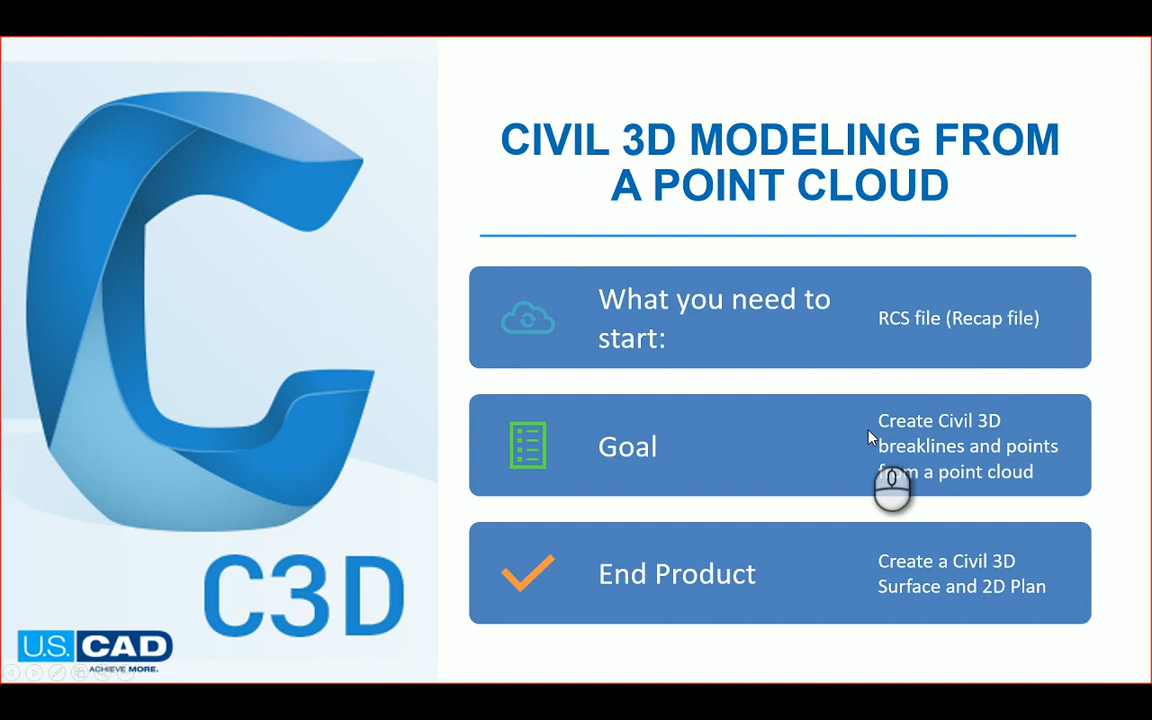 CIVIL 3D MODELING FROM
A POINT CLOUD
What you need to
start:
RCS file (Recap file)
Goal
Create Civil 3D
breaklines and points
from a point cloud
End Product
Create a Civil 3D
Surface and 2D Plan
C3D
U.S. CAD
ACHIEVE MORE.